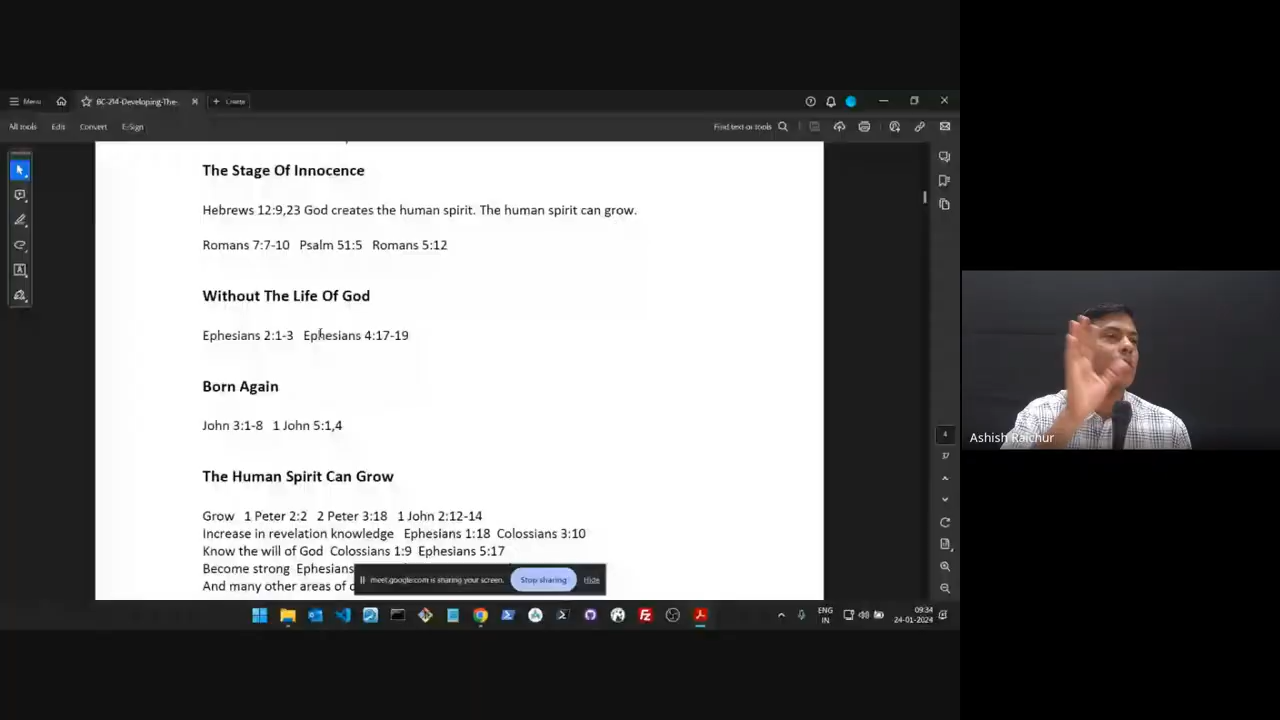 Menu
BC-214-Developing-The-
Create
All tools
Edit
Convert
E-Sign
Find text or tools
The Stage Of Innocence
Hebrews 12:9,23 God creates the human spirit. The human spirit can grow.
Romans 7:7-10 Psalm 51:5 Romans 5:12
Without The Life Of God
Ephesians 2:1-3 Ephesians 4:17-19
Born Again
John 3:1-8 1 John 5:1,4
The Human Spirit Can Grow
Grow 1 Peter 2:2 2 Peter 3:18 1 John 2:12-14
Increase in revelation knowledge Ephesians 1:18 Colossians 3:10
Know the will of God Colossians 1:9 Ephesians 5:17
Become strong Ephesians
And many other areas of
meet.google.com is sharing your screen.
Stop sharing
Hide
4
37
ENG
IN
09:34
24-01-2024
Ashish Raichur